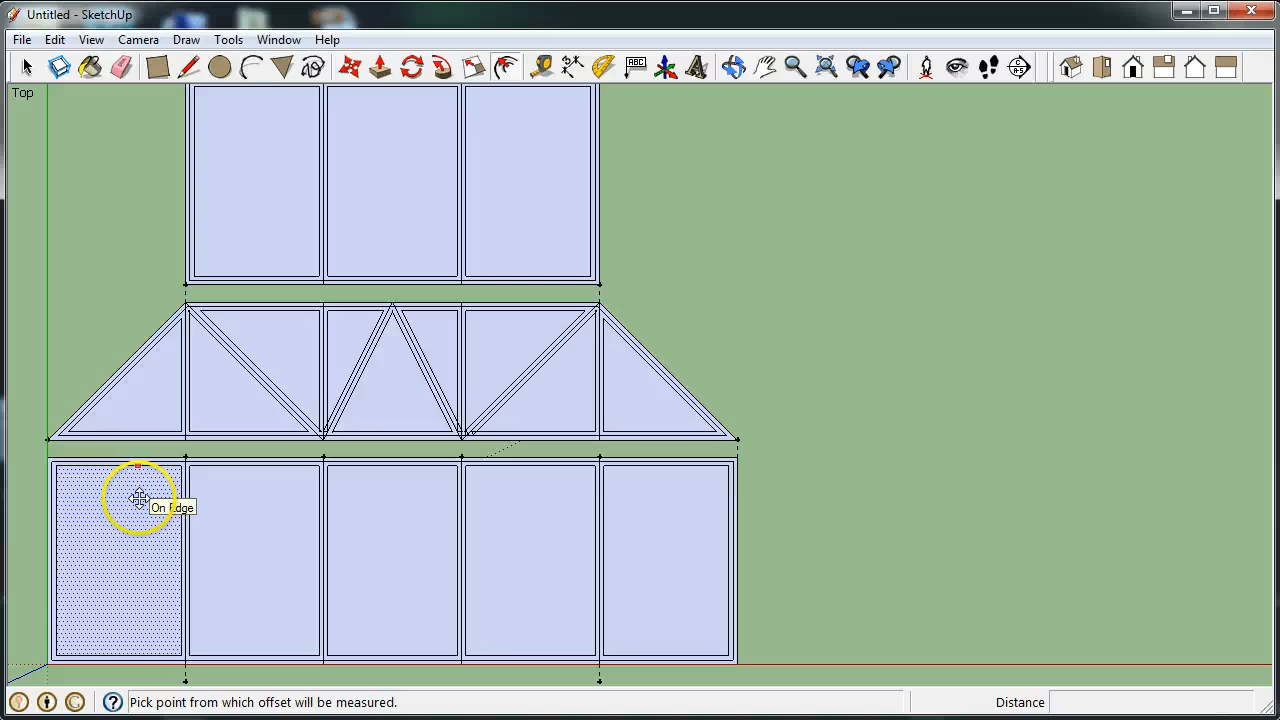 Untitled - SketchUp
File Edit View Camera Draw Tools Window Help
ABC
Top
On Edge
Pick point from which offset will be measured.
Distance